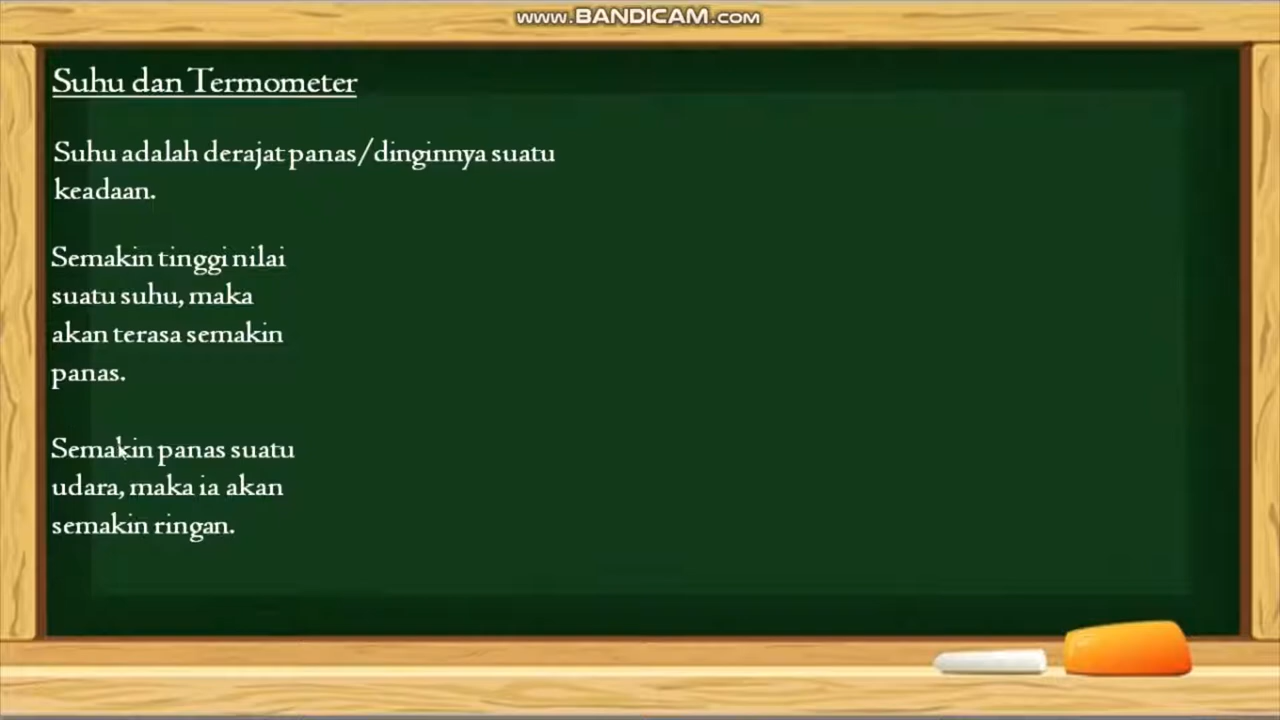 www.BANDICAM.com
Suhu dan Termometer
Suhu adalah derajat panas/dinginnya suatu
keadaan.
Semakin tinggi nilai
suatu suhu, maka
akan terasa semakin
panas.
Semakin panas suatu
udara, maka ia akan
semakin ringan.